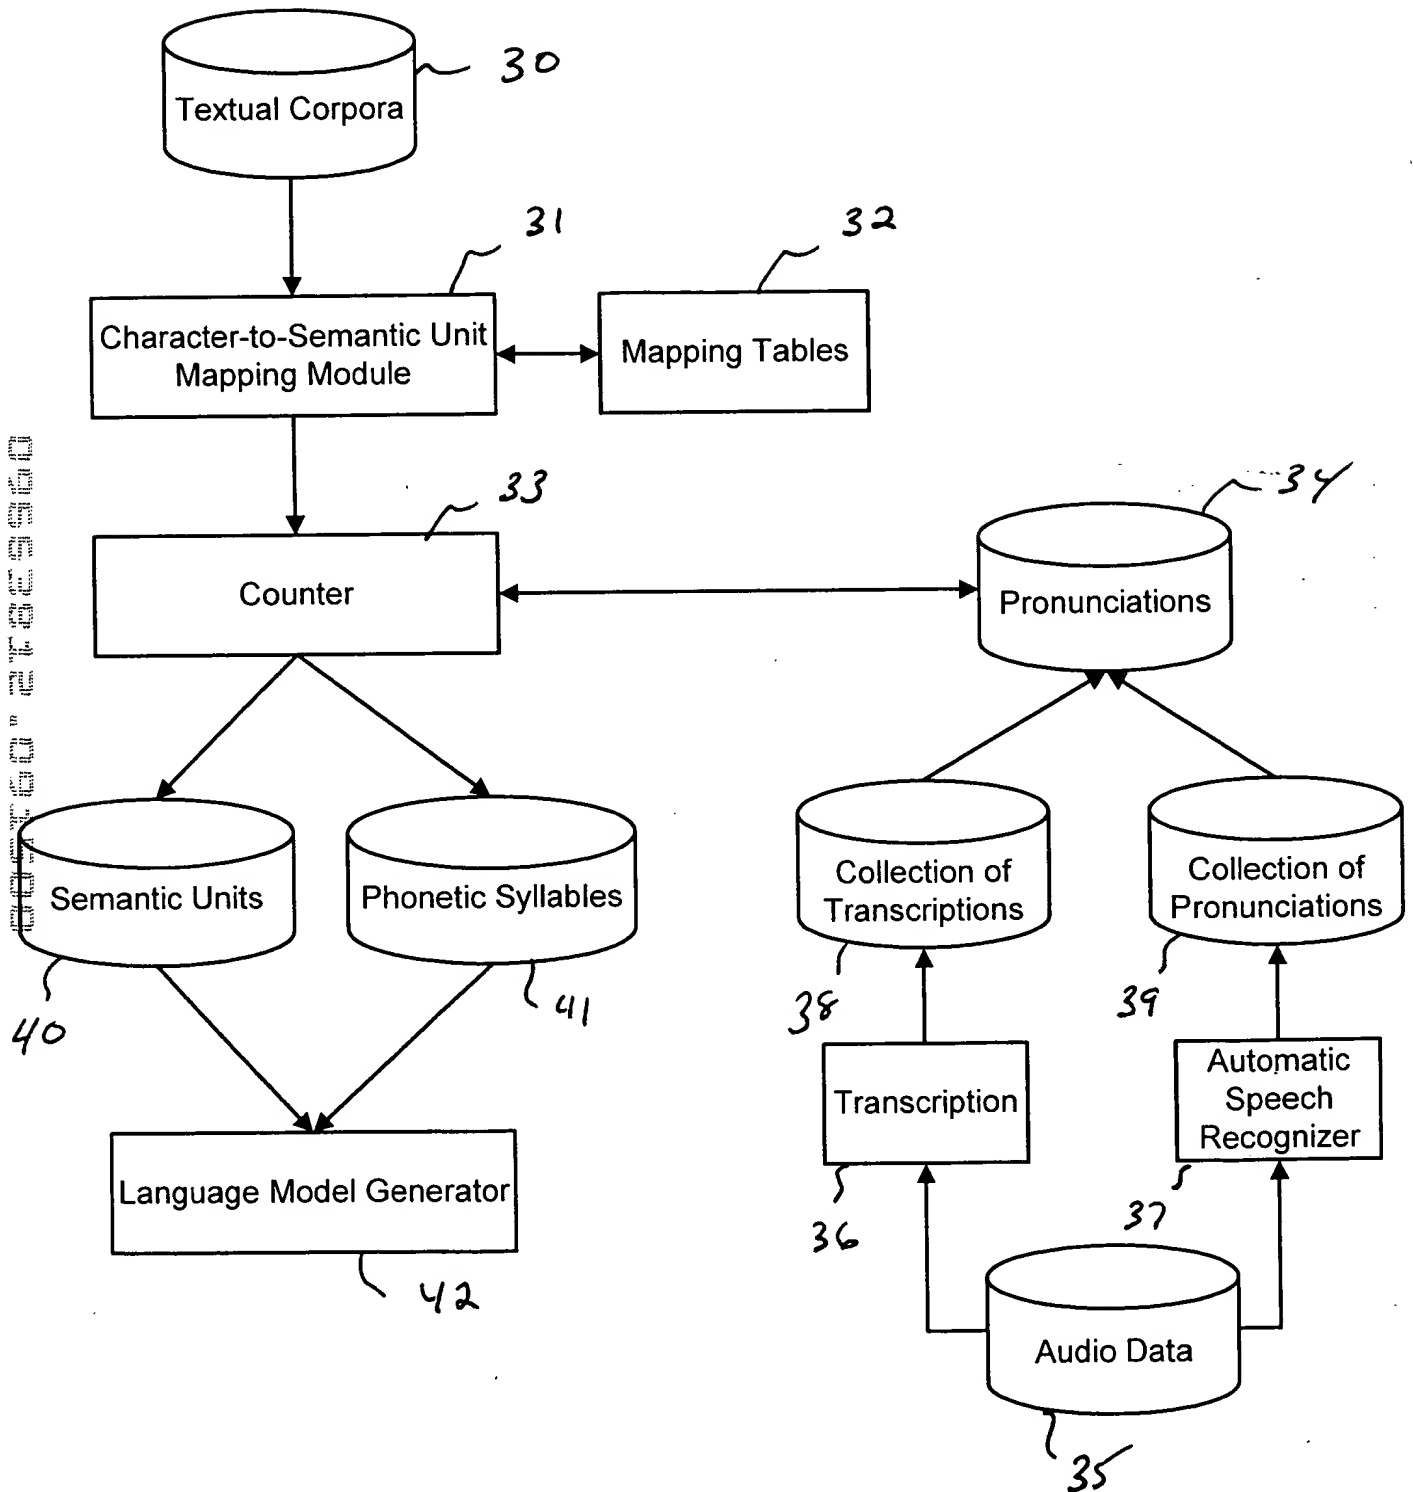 30
Textual Corpora
31
32
Character-to-Semantic Unit
Mapping Module
Mapping Tables
33
34
Counter
Pronunciations
Semantic Units
Phonetic Syllables
Collection of
Transcriptions
Collection of
Pronunciations
40
41
38
39
Transcription
Automatic
Speech
Recognizer
Language Model Generator
36
37
42
Audio Data
35